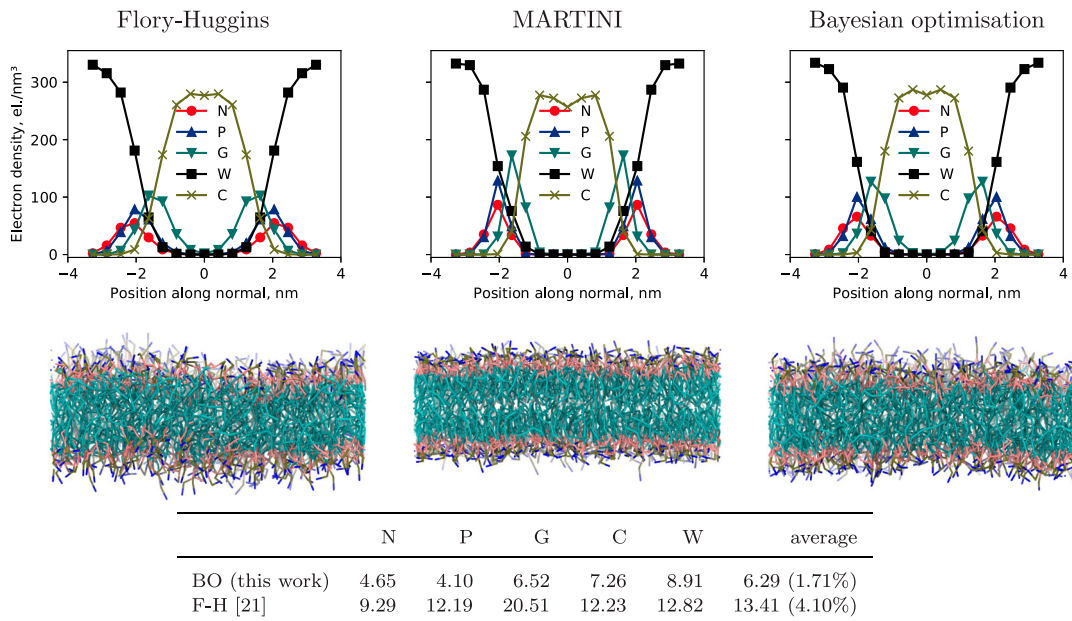 Flory-Huggins
MARTINI
Bayesian optimisation
Electron density, el./nm³
300
200
100
0
N
P
G
W
C
−4
−2
0
2
4
Position along normal, nm
N
P
G
W
C
−4
−2
0
2
4
Position along normal, nm
N
P
G
W
C
−4
−2
0
2
4
Position along normal, nm
N P G C W average
BO (this work) 4.65 4.10 6.52 7.26 8.91 6.29 (1.71%)
F-H [21] 9.29 12.19 20.51 12.23 12.82 13.41 (4.10%)